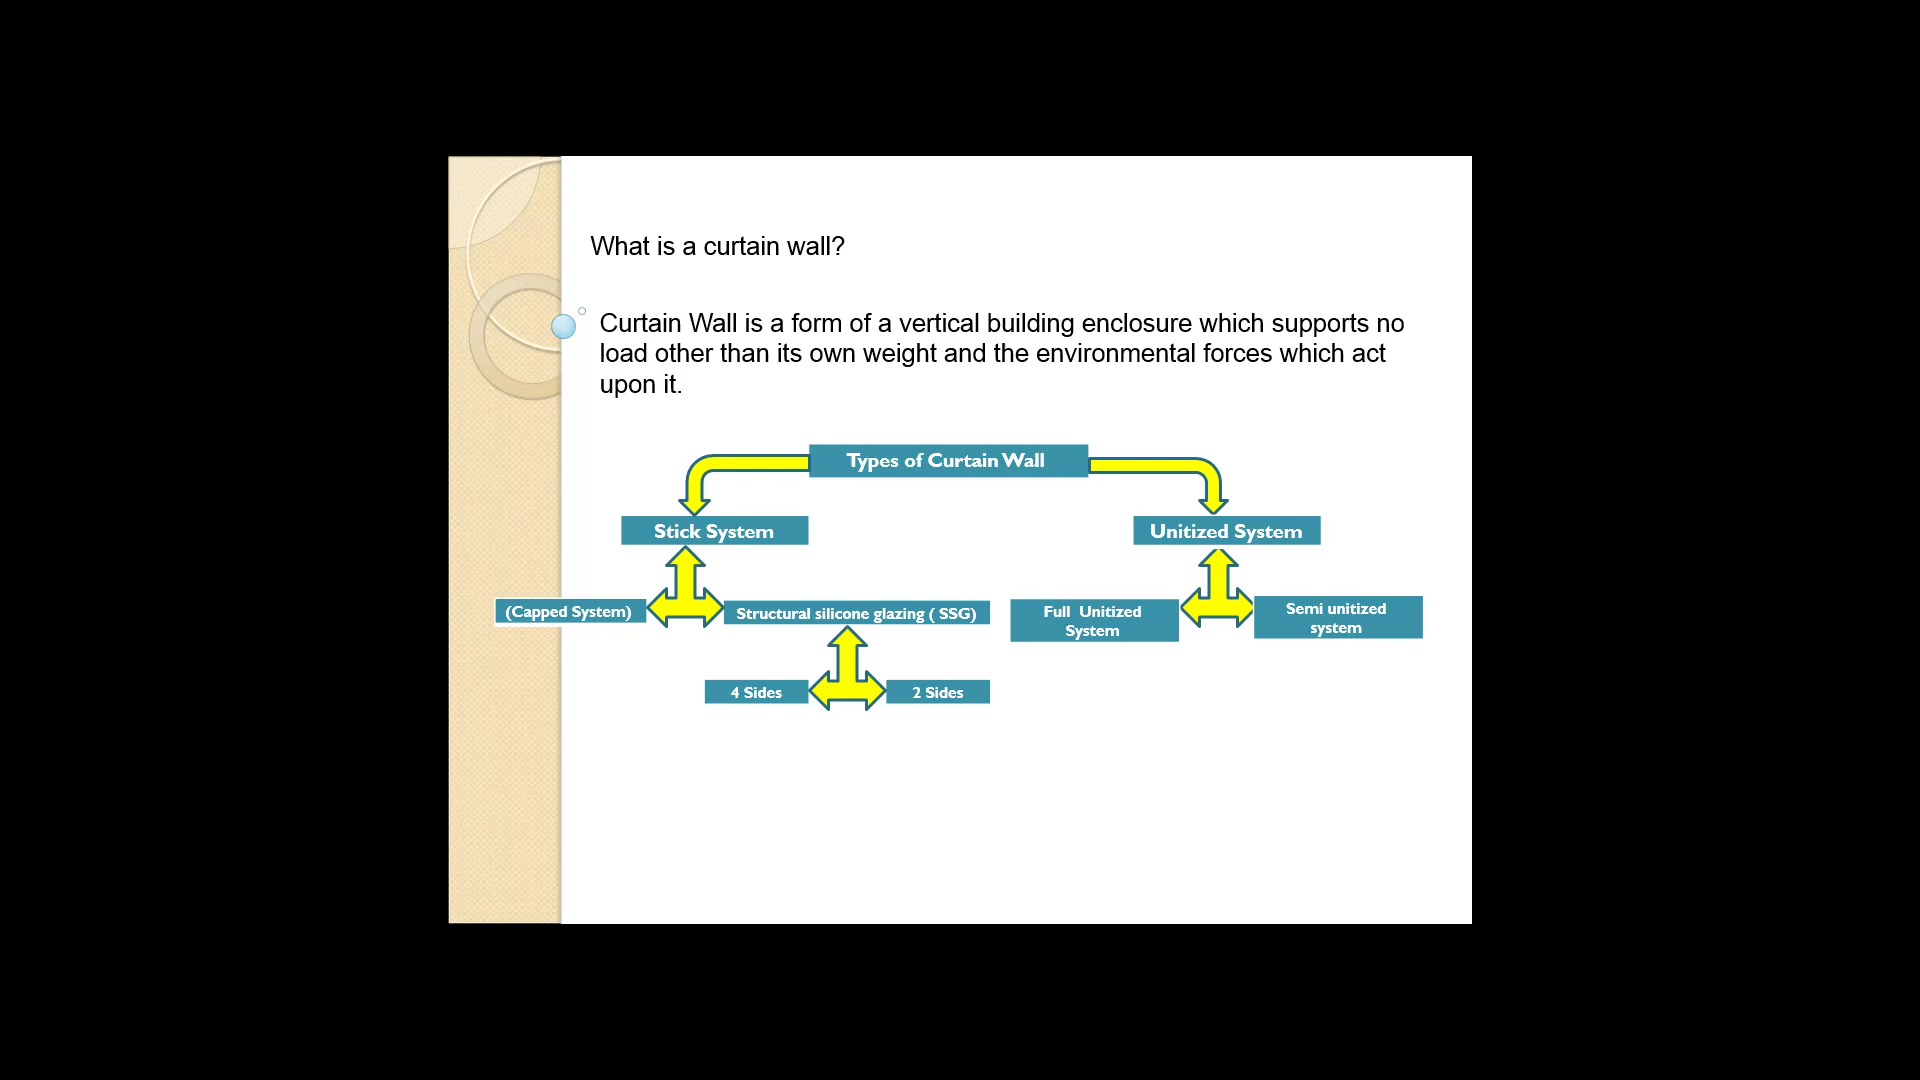 What is a curtain wall?
Curtain Wall is a form of a vertical building enclosure which supports no
load other than its own weight and the environmental forces which act
upon it.
Types of Curtain Wall
Stick System
Unitized System
(Capped System)
Structural silicone glazing ( SSG)
Full Unitized
System
Semi unitized
system
4 Sides
2 Sides